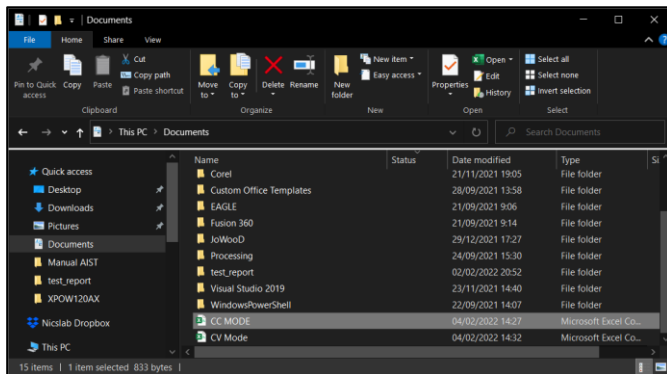 Documents
File Home Share View
Pin to Quick access
Copy
Paste
Cut
Copy path
Paste shortcut
Clipboard
Move to
Copy to
Delete
Rename
Organize
New folder
New item
Easy access
New
Properties
Open
Edit
History
Open
Select all
Select none
Invert selection
Select
This PC > Documents
Search Documents
Quick access
Desktop
Downloads
Pictures
Documents
Manual AIST
test_report
XPOW120AX
Nicslab Dropbox
This PC
Name Status Date modified Type Si
Corel 21/11/2021 19:05 File folder
Custom Office Templates 28/09/2021 13:58 File folder
EAGLE 21/09/2021 9:06 File folder
Fusion 360 21/09/2021 9:14 File folder
JoWooD 29/12/2021 17:27 File folder
Processing 24/09/2021 15:30 File folder
test_report 02/02/2022 20:52 File folder
Visual Studio 2019 23/11/2021 14:40 File folder
WindowsPowerShell 22/09/2021 14:07 File folder
CC MODE 04/02/2022 14:27 Microsoft Excel Co...
CV Mode 04/02/2022 14:32 Microsoft Excel Co...
15 items 1 item selected 833 bytes